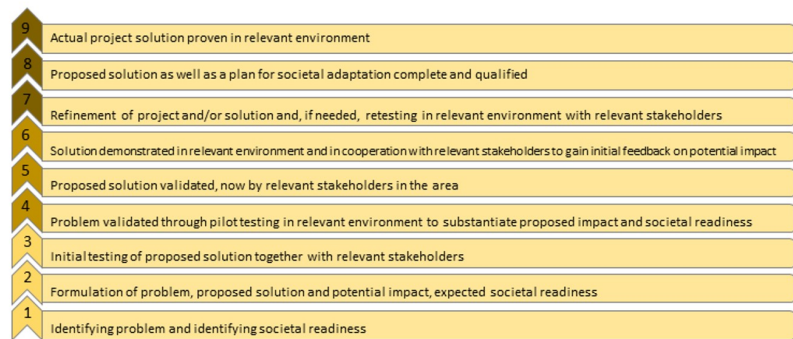 9 Actual project solution proven in relevant environment
8 Proposed solution as well as a plan for societal adaptation complete and qualified
7 Refinement of project and/or solution and, if needed, retesting in relevant environment with relevant stakeholders
6 Solution demonstrated in relevant environment and in cooperation with relevant stakeholders to gain initial feedback on potential impact
5 Proposed solution validated, now by relevant stakeholders in the area
4 Problem validated through pilot testing in relevant environment to substantiate proposed impact and societal readiness
3 Initial testing of proposed solution together with relevant stakeholders
2 Formulation of problem, proposed solution and potential impact, expected societal readiness
1 Identifying problem and identifying societal readiness